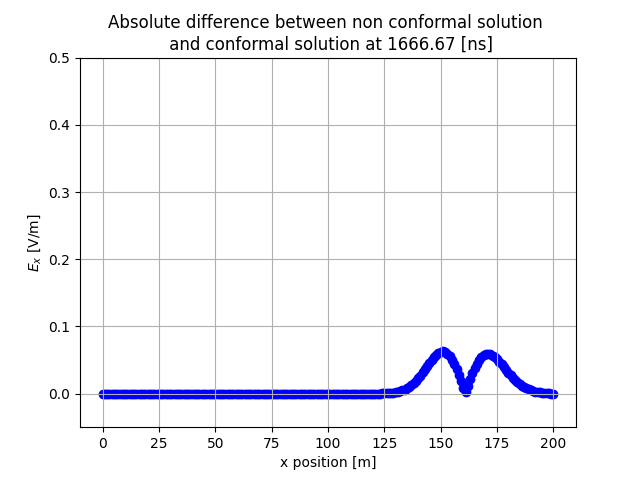 Absolute difference between non conformal solution
and conformal solution at 1666.67 [ns]
0.5
0.4
0.3
0.2
0.1
0.0
E_x [V/m]
0 25 50 75 100 125 150 175 200
x position [m]